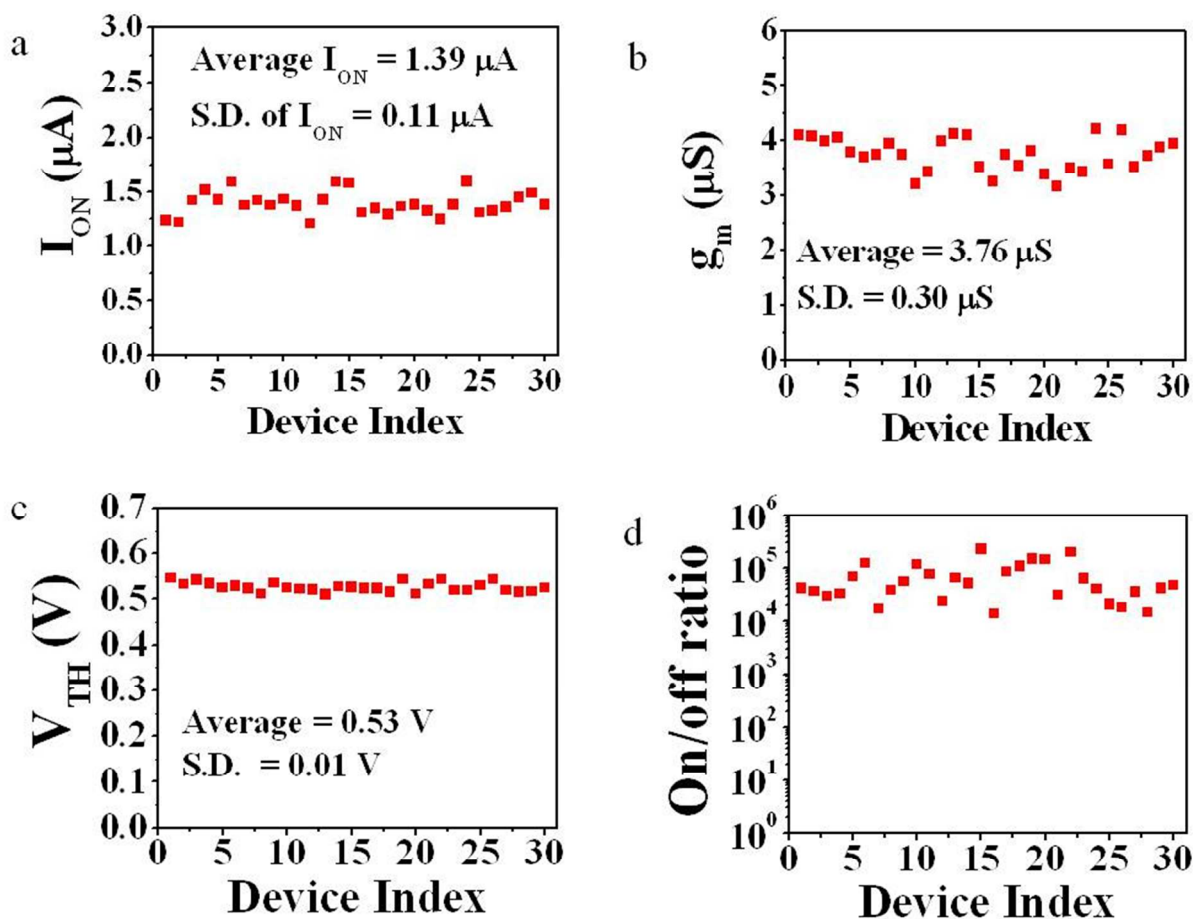 a
3.0
2.5
2.0
1.5
1.0
0.5
0.0
I_ON (μA)
Average I_ON = 1.39 μA
S.D. of I_ON = 0.11 μA
0 5 10 15 20 25 30
Device Index
b
6
5
4
3
2
1
0
g_m (μS)
Average = 3.76 μS
S.D. = 0.30 μS
0 5 10 15 20 25 30
Device Index
c
0.7
0.6
0.5
0.4
0.3
0.2
0.1
0.0
V_TH (V)
Average = 0.53 V
S.D. = 0.01 V
0 5 10 15 20 25 30
Device Index
d
10^6
10^5
10^4
10^3
10^2
10^1
10^0
On/off ratio
0 5 10 15 20 25 30
Device Index